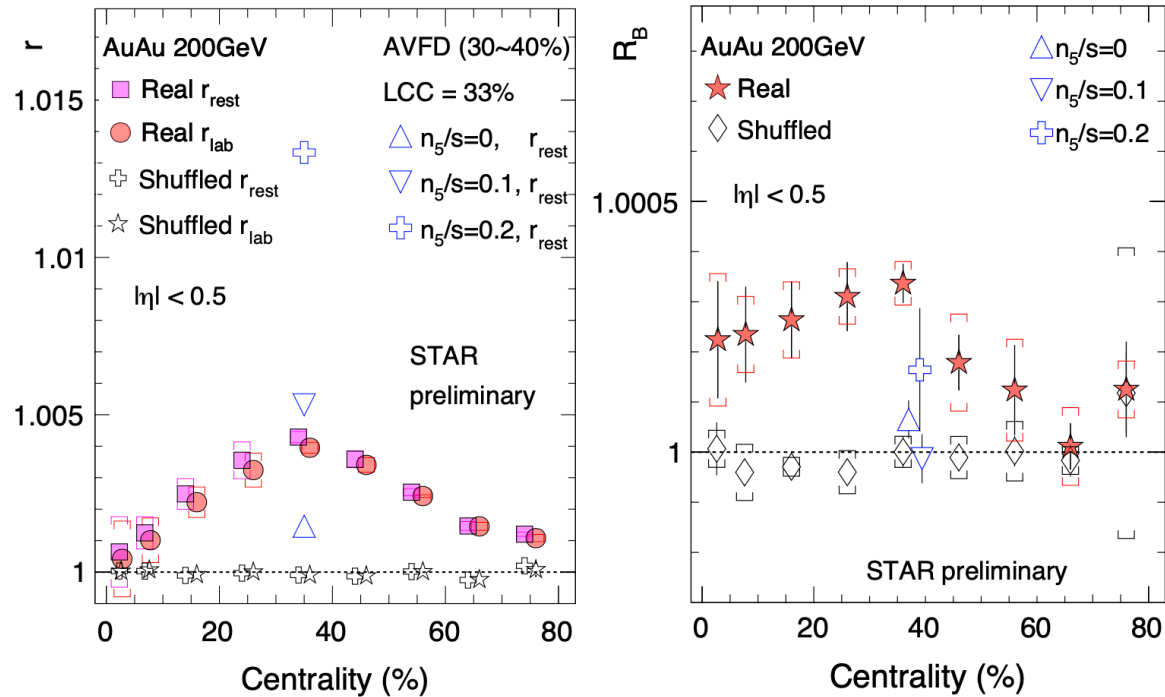 r
AuAu 200GeV
Real r_rest
Real r_lab
Shuffled r_rest
Shuffled r_lab
|η| < 0.5
AVFD (30~40%)
LCC = 33%
n_5/s=0, r_rest
n_5/s=0.1, r_rest
n_5/s=0.2, r_rest
STAR
preliminary
1.015
1.01
1.005
1
0 20 40 60 80
Centrality (%)
R_B
AuAu 200GeV
Real
Shuffled
|η| < 0.5
n_5/s=0
n_5/s=0.1
n_5/s=0.2
1.0005
1
STAR preliminary
0 20 40 60 80
Centrality (%)